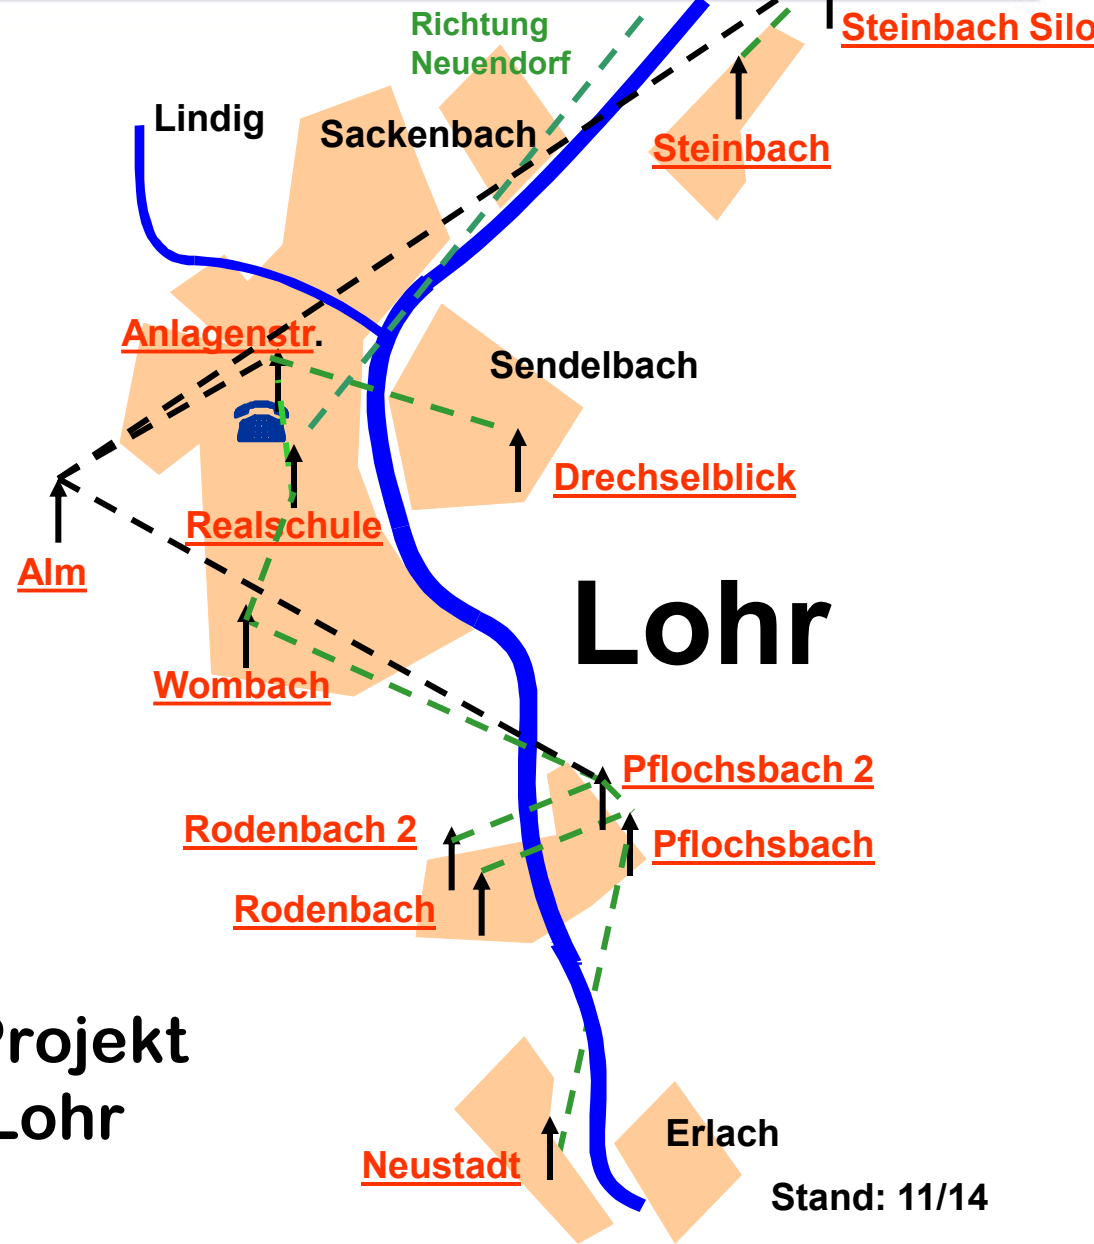 Richtung
Neuendorf
Steinbach Silo
Lindig
Sackenbach
Steinbach
Anlagenstr.
Sendelbach
Drechselblick
Realschule
Alm
Lohr
Wombach
Pflochsbach 2
Rodenbach 2
Pflochsbach
Rodenbach
Projekt
Lohr
Erlach
Neustadt
Stand: 11/14